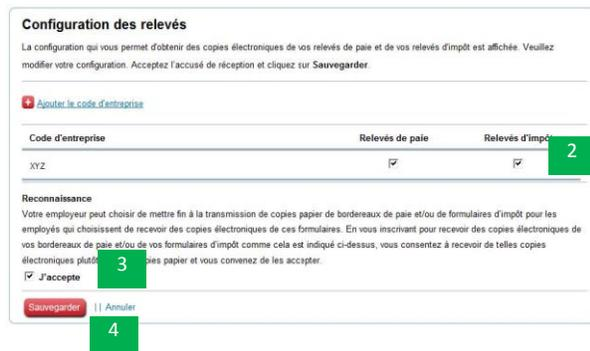 Configuration des relevés
La configuration qui vous permet d'obtenir des copies électroniques de vos relevés de paie et de vos relevés d'impôt est affichée. Veuillez
modifier votre configuration. Acceptez l'accusé de réception et cliquez sur Sauvegarder.
Ajouter le code d'entreprise
Code d'entreprise Relevés de paie Relevés d'impôt
2
XYZ
Reconnaissance
Votre employeur peut choisir de mettre fin à la transmission de copies papier de bordereaux de paie et/ou de formulaires d'impôt pour les
employés qui choisissent de recevoir des copies électroniques de ces formulaires. En vous inscrivant pour recevoir des copies électroniques de
vos bordereaux de paie et/ou de vos formulaires d'impôt comme cela est indiqué ci-dessus, vous consentez à recevoir de telles copies
électroniques papier et vous convenez de les accepter.
3
J'accepte
Sauvegarder || Annuler
4